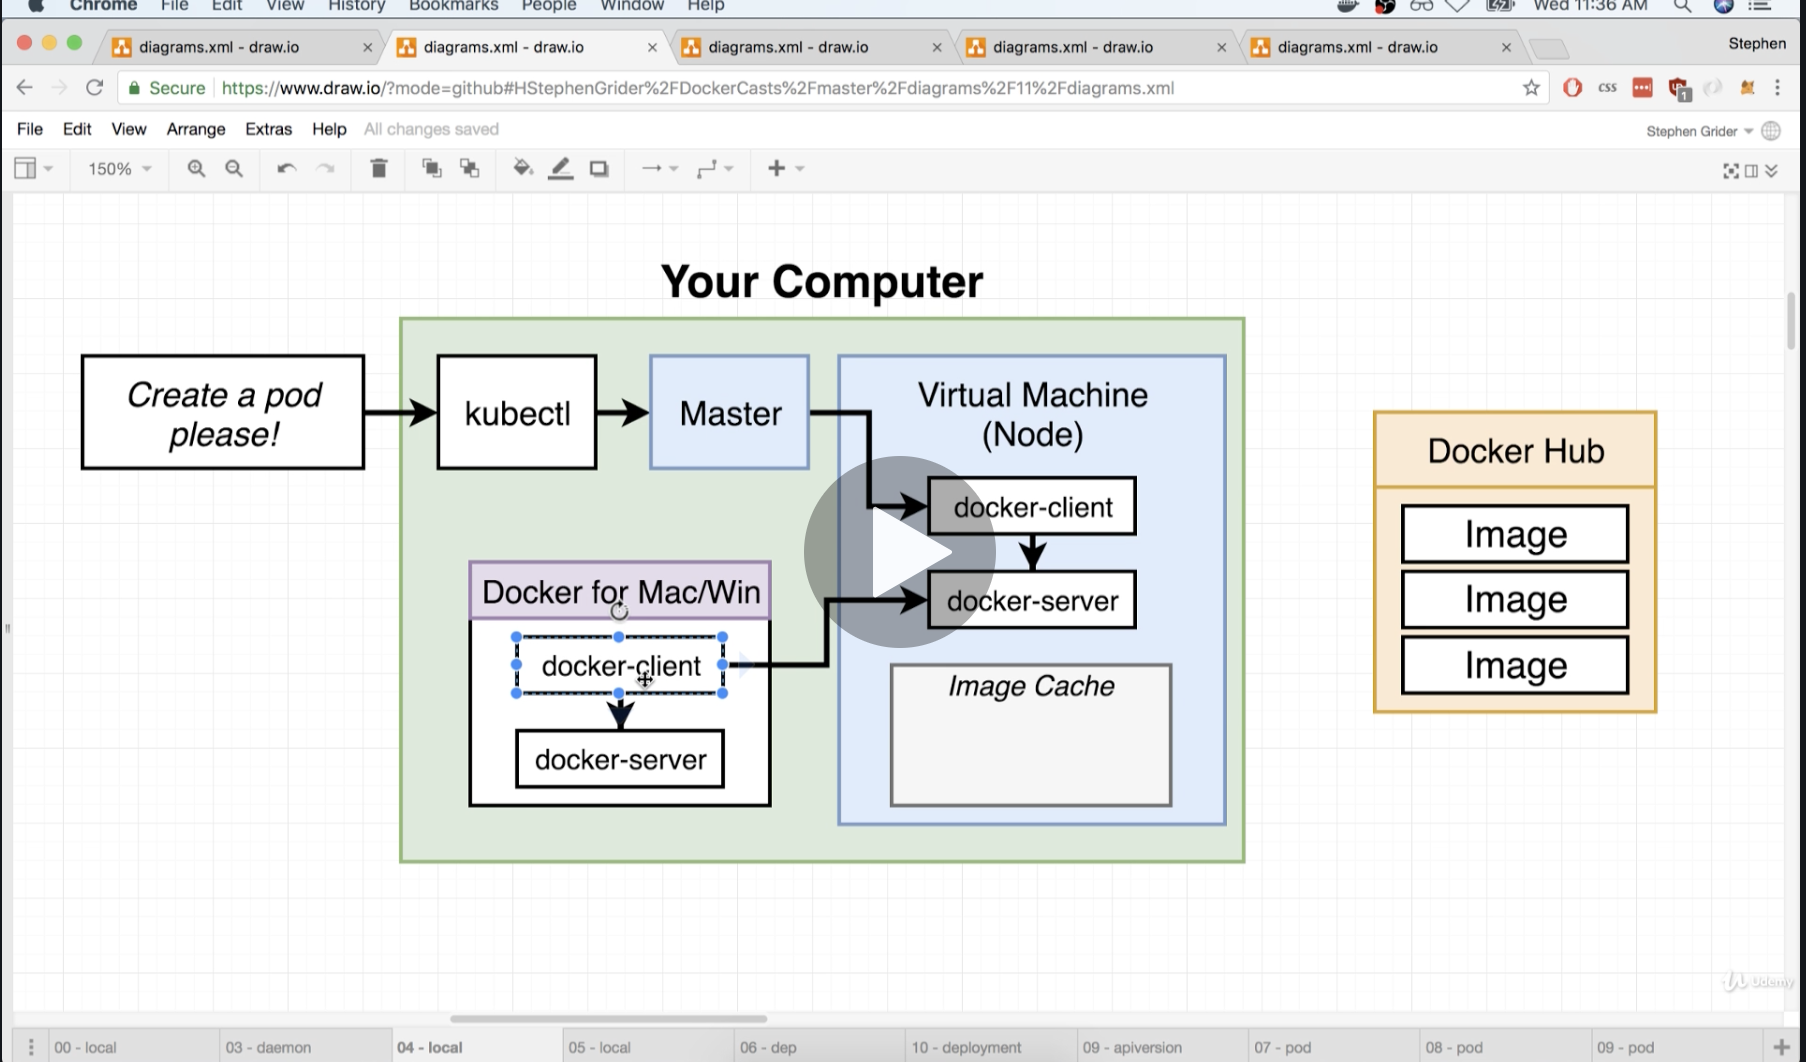 Chrome File Edit View History Bookmarks People Window Help Wed 11:36 AM
diagrams.xml - draw.io diagrams.xml - draw.io diagrams.xml - draw.io diagrams.xml - draw.io diagrams.xml - draw.io Stephen
Secure https://www.draw.io/?mode=github#HStephenGrider%2FDockerCasts%2Fmaster%2Fdiagrams%2F11%2Fdiagrams.xml CSS 1
File Edit View Arrange Extras Help All changes saved Stephen Grider
150%
Your Computer
Create a pod
please!
kubectl
Master
Virtual Machine
(Node)
docker-client
docker-server
Image Cache
Docker for Mac/Win
docker-client
docker-server
Docker Hub
Image
Image
Image
Udemy
00 - local 03 - daemon 04 - local 05 - local 06 - dep 10 - deployment 09 - apiversion 07 - pod 08 - pod 09 - pod